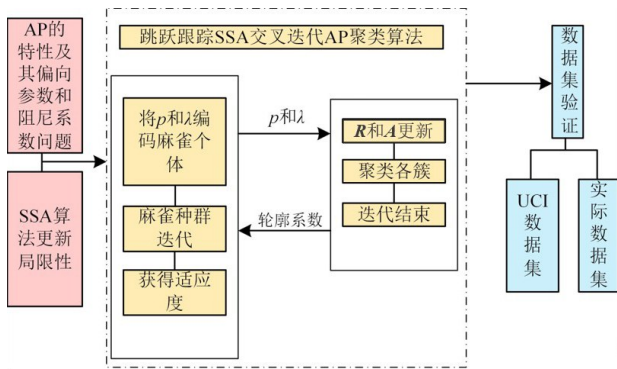 AP的
特性及
其偏向
参数和
阻尼系
数问题
SSA算
法更新
局限性
跳跃跟踪SSA交叉迭代AP聚类算法
将p和λ编
码麻雀个
体
麻雀种群
迭代
获得适应
度
p和λ
轮廓系数
R和A更新
聚类各簇
迭代结束
数据集验证
UCI
数据集
实际数据集